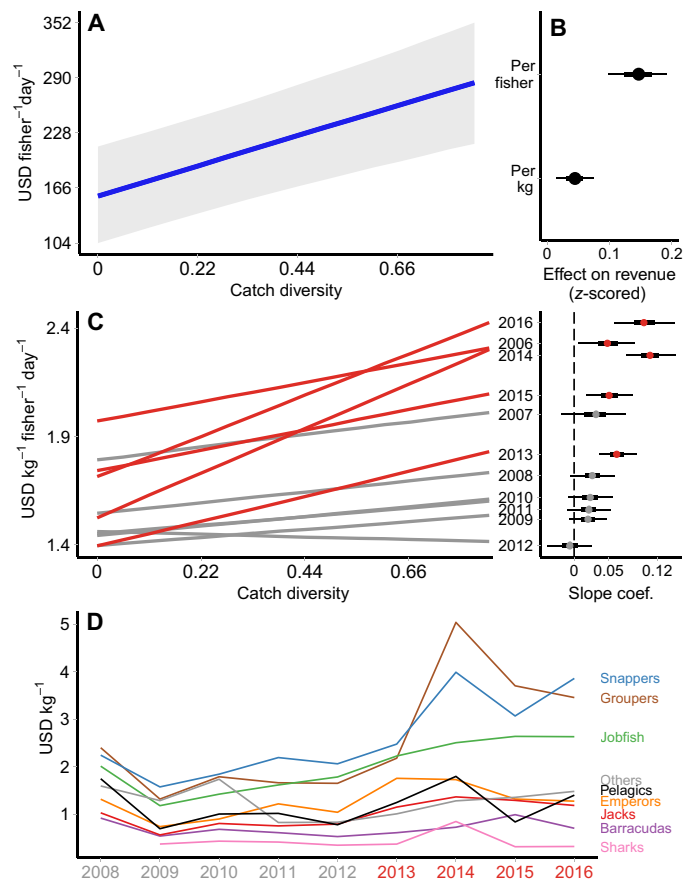 A
USD fisher⁻¹day⁻¹
352
290
228
166
104
0 0.22 0.44 0.66
Catch diversity
B
Per
fisher
Per
kg
0 0.1 0.2
Effect on revenue
(z-scored)
C
USD kg⁻¹ fisher⁻¹ day⁻¹
2.4
1.9
1.4
0 0.22 0.44 0.66
Catch diversity
2016
2006
2014
2015
2007
2013
2008
2010
2011
2009
2012
0 0.05 0.12
Slope coef.
D
USD kg⁻¹
5
4
3
2
1
Snappers
Groupers
Jobfish
Others
Pelagics
Emperors
Jacks
Barracudas
Sharks
2008 2009 2010 2011 2012 2013 2014 2015 2016